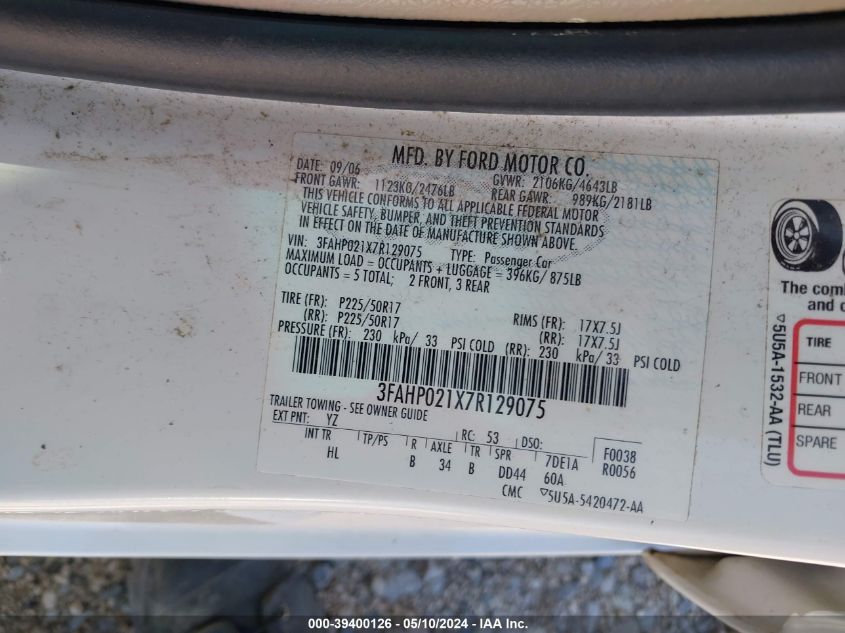 MFD. BY FORD MOTOR CO.
DATE: 09/06 GVWR: 2106KG/4643LB
FRONT GAWR: 1123KG/2476LB REAR GAWR: 989KG/2181LB
THIS VEHICLE CONFORMS TO ALL APPLICABLE FEDERAL MOTOR
VEHICLE SAFETY, BUMPER, AND THEFT PREVENTION STANDARDS
IN EFFECT ON THE DATE OF MANUFACTURE SHOWN ABOVE.
VIN: 3FAHP021X7R129075 TYPE: Passenger Car
MAXIMUM LOAD = OCCUPANTS + LUGGAGE = 396KG/ 875LB
OCCUPANTS = 5 TOTAL; 2 FRONT, 3 REAR
TIRE (FR): P225/50R17 RIMS (FR): 17X7.5J
(RR): P225/50R17 (RR): 17X7.5J
PRESSURE (FR): 230 kPa/ 33 PSI COLD (RR): 230 kPa/ 33 PSI COLD
3FAHP021X7R129075
TRAILER TOWING - SEE OWNER GUIDE
EXT PNT: YZ RC: 53 DSO: F0038
INT TR TP/PS R AXLE TR SPR 7DE1A R0056
HL B 34 B DD44 60A
CMC ▽5U5A-5420472-AA
▽5U5A-1532-AA (TLU)
The com
and
TIRE
FRONT
REAR
SPARE
000-39400126 - 05/10/2024 - IAA Inc.